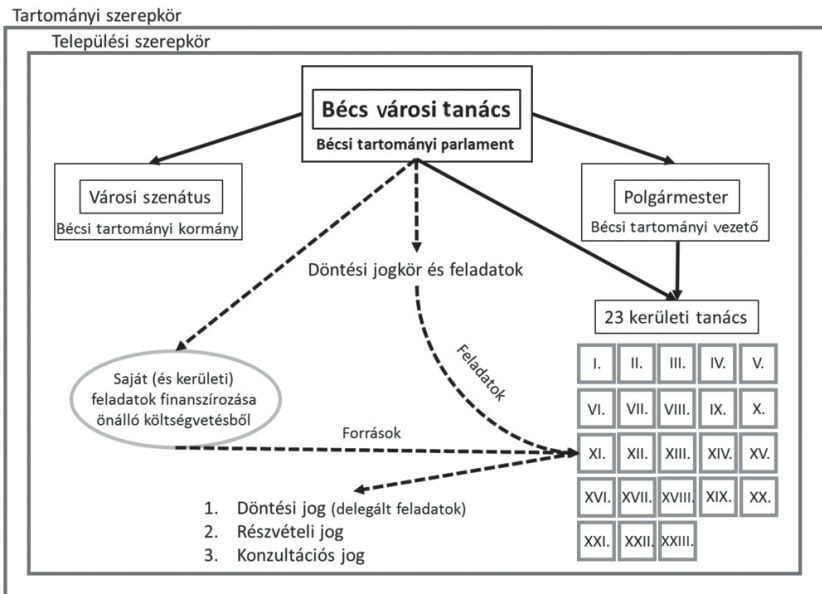 Tartományi szerepkör
Települési szerepkör
Bécs városi tanács
Bécsi tartományi parlament
Városi szenátus
Bécsi tartományi kormány
Polgármester
Bécsi tartományi vezető
Döntési jogkör és feladatok
23 kerületi tanács
Feladatok
Saját (és kerületi)
feladatok finanszírozása
önálló költségvetésből
Források
I. II. III. IV. V.
VI. VII. VIII. IX. X.
XI. XII. XIII. XIV. XV.
XVI. XVII. XVIII. XIX. XX.
XXI. XXII. XXIII.
1. Döntési jog (delegált feladatok)
2. Részvételi jog
3. Konzultációs jog